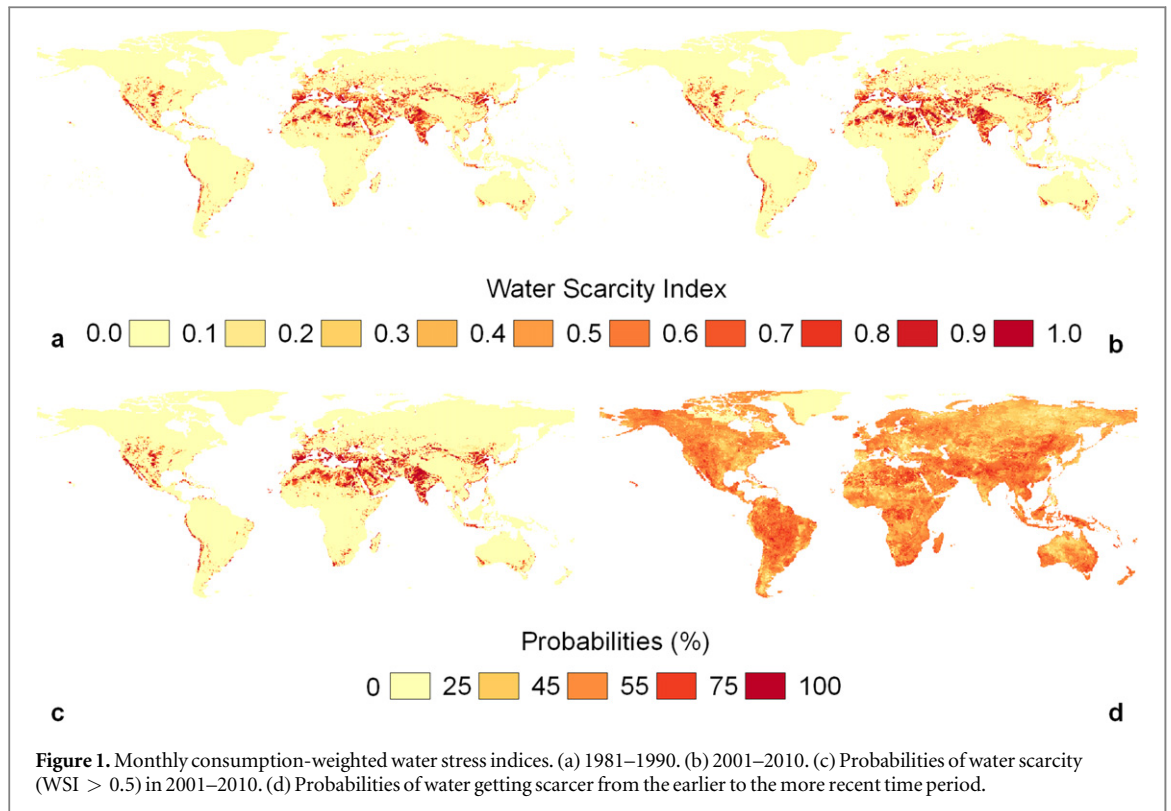 Water Scarcity Index
a 0.0 0.1 0.2 0.3 0.4 0.5 0.6 0.7 0.8 0.9 1.0 b
Probabilities (%)
0 25 45 55 75 100
c d
Figure 1. Monthly consumption-weighted water stress indices. (a) 1981–1990. (b) 2001–2010. (c) Probabilities of water scarcity
(WSI > 0.5) in 2001–2010. (d) Probabilities of water getting scarcer from the earlier to the more recent time period.